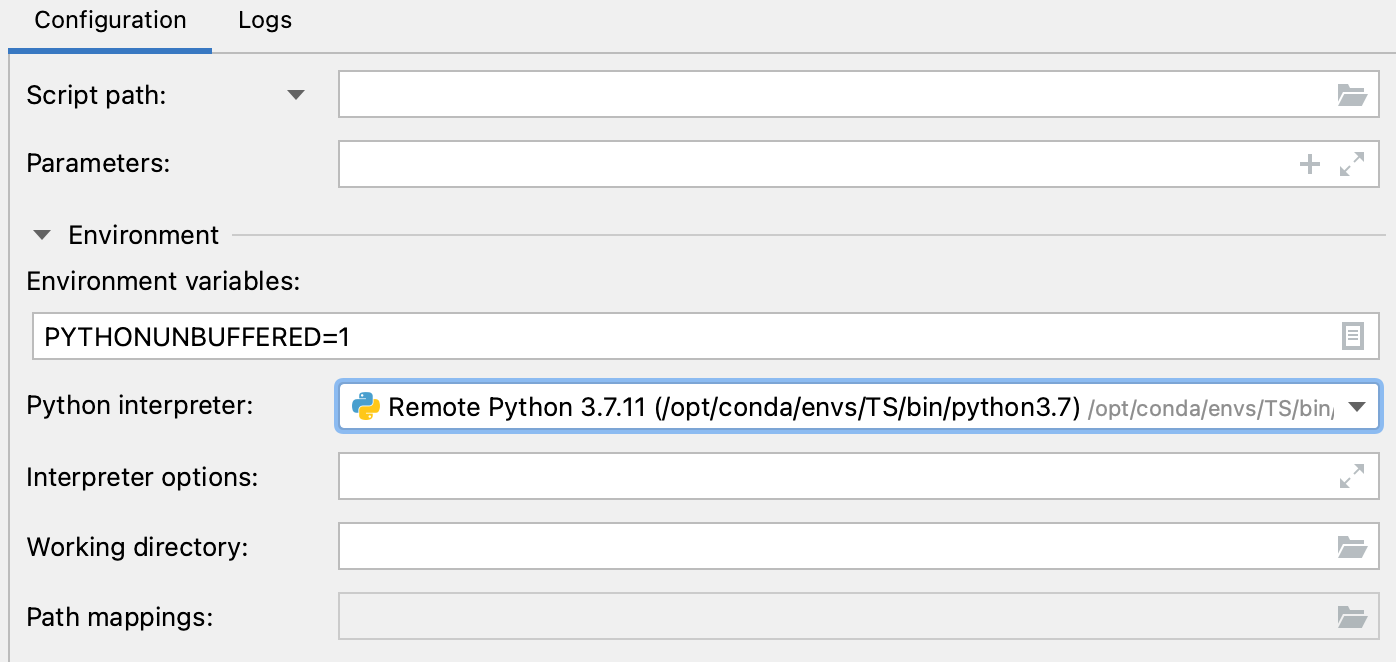 Configuration Logs
Script path:
Parameters:
Environment
Environment variables:
PYTHONUNBUFFERED=1
Python interpreter: Remote Python 3.7.11 (/opt/conda/envs/TS/bin/python3.7) /opt/conda/envs/TS/bin/
Interpreter options:
Working directory:
Path mappings: